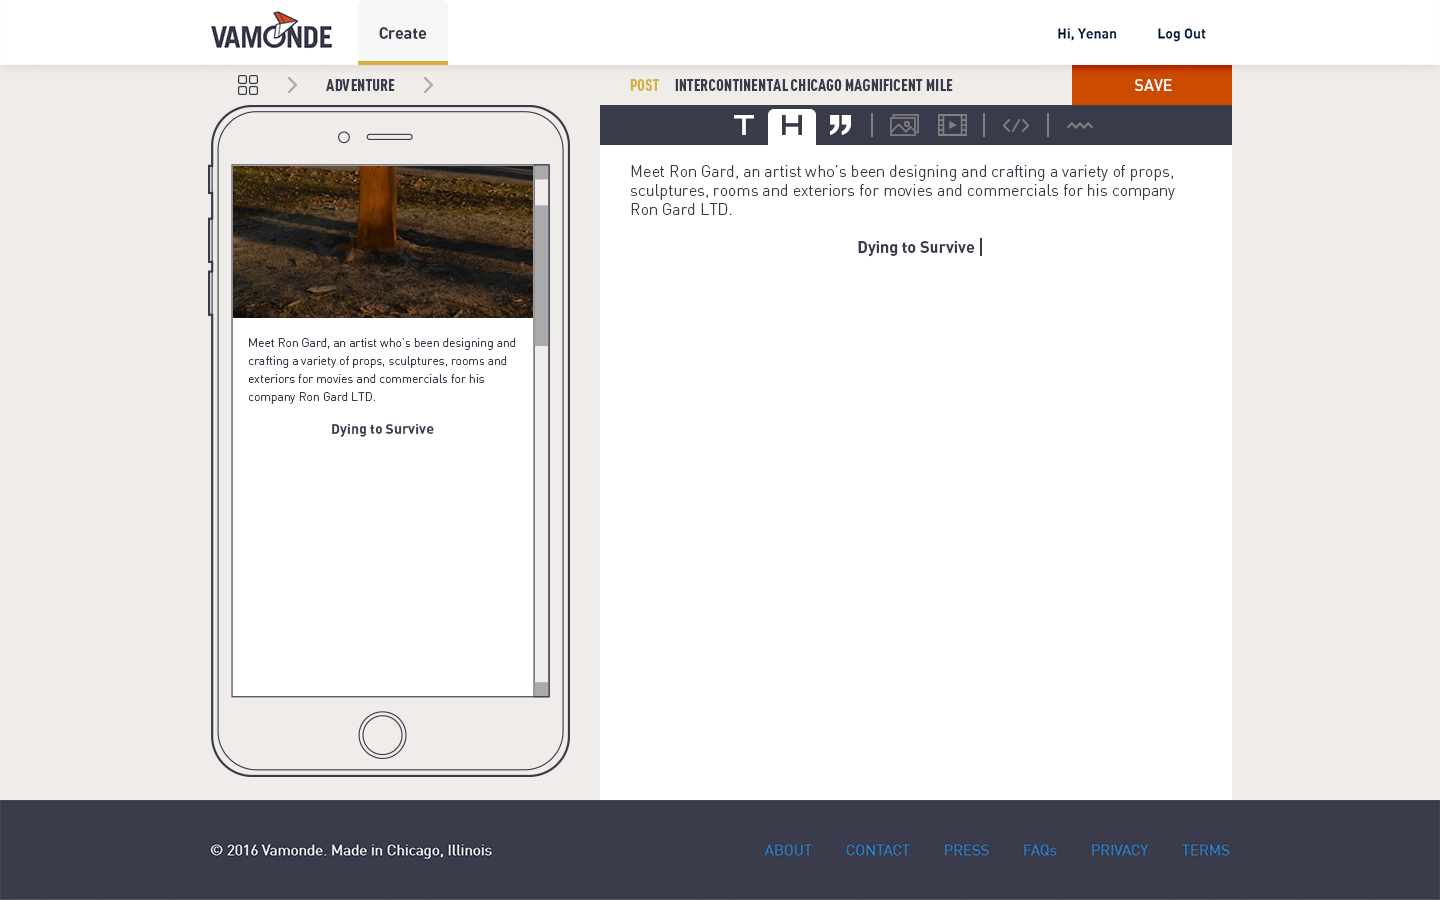 VAMONDE
Create
Hi, Yenan
Log Out
ADVENTURE
POST INTERCONTINENTAL CHICAGO MAGNIFICENT MILE
SAVE
T H ” </>
Meet Ron Gard, an artist who's been designing and
crafting a variety of props, sculptures, rooms and
exteriors for movies and commercials for his
company Ron Gard LTD.
Dying to Survive
Meet Ron Gard, an artist who's been designing and crafting a variety of props,
sculptures, rooms and exteriors for movies and commercials for his company
Ron Gard LTD.
Dying to Survive
© 2016 Vamonde. Made in Chicago, Illinois
ABOUT
CONTACT
PRESS
FAQs
PRIVACY
TERMS